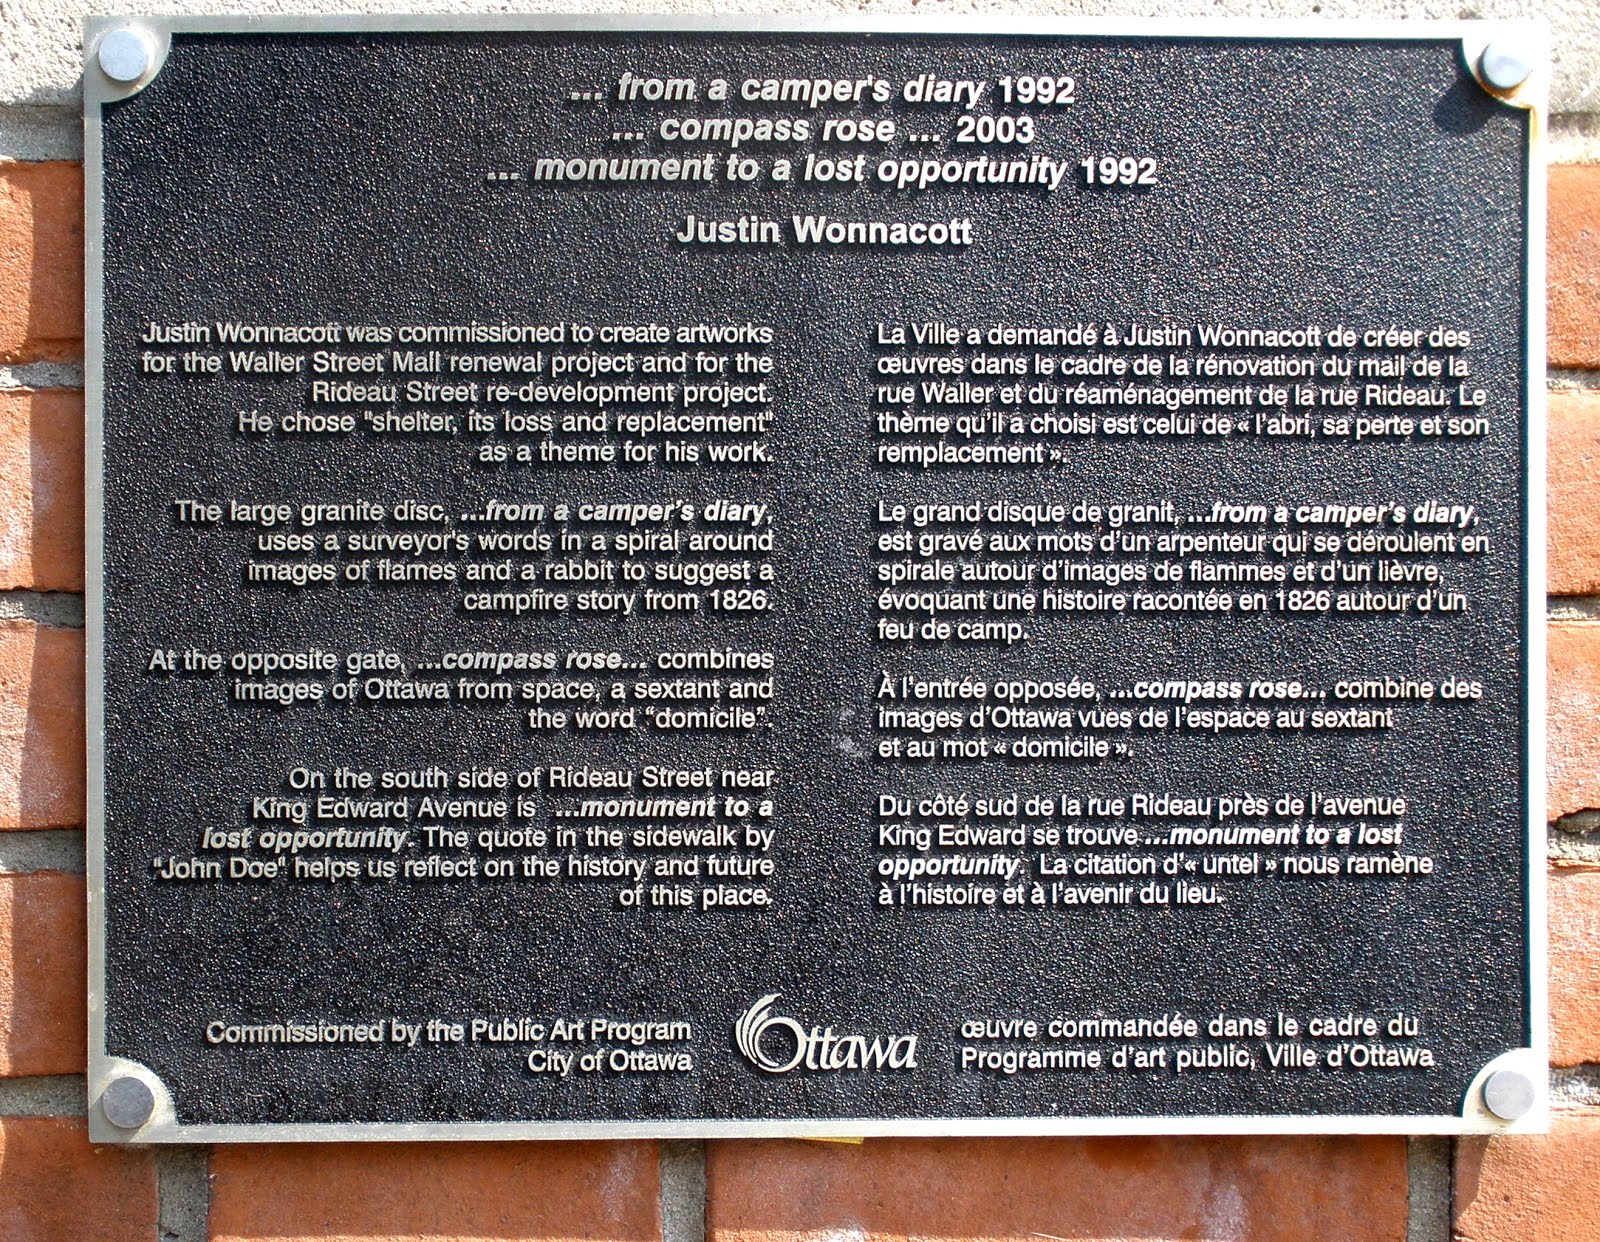 ... from a camper's diary 1992
... compass rose ... 2003
... monument to a lost opportunity 1992
Justin Wonnacott
Justin Wonnacott was commissioned to create artworks
for the Waller Street Mall renewal project and for the
Rideau Street re-development project.
He chose "shelter, its loss and replacement"
as a theme for his work.
The large granite disc, ...from a camper's diary,
uses a surveyor's words in a spiral around
images of flames and a rabbit to suggest a
campfire story from 1826.
At the opposite gate, ...compass rose... combines
images of Ottawa from space, a sextant and
the word “domicile”.
On the south side of Rideau Street near
King Edward Avenue is ...monument to a
lost opportunity. The quote in the sidewalk by
"John Doe" helps us reflect on the history and future
of this place.
La Ville a demandé à Justin Wonnacott de créer des
œuvres dans le cadre de la rénovation du mail de la
rue Waller et du réaménagement de la rue Rideau. Le
thème qu'il a choisi est celui de « l'abri, sa perte et son
remplacement ».
Le grand disque de granit, ...from a camper's diary,
est gravé aux mots d'un arpenteur qui se déroulent en
spirale autour d'images de flammes et d'un lièvre,
évoquant une histoire racontée en 1826 autour d'un
feu de camp.
À l'entrée opposée, ...compass rose... combine des
images d'Ottawa vues de l'espace au sextant
et au mot « domicile ».
Du côté sud de la rue Rideau près de l'avenue
King Edward se trouve ...monument to a lost
opportunity. La citation d'« untel » nous ramène
à l'histoire et à l'avenir du lieu.
Commissioned by the Public Art Program
City of Ottawa
Ottawa
œuvre commandée dans le cadre du
Programme d'art public, Ville d'Ottawa